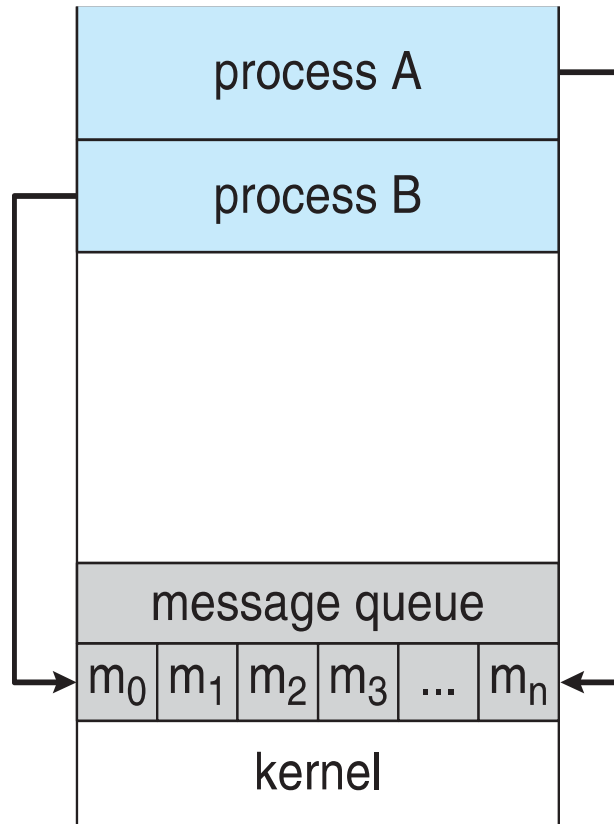 process A
process B
message queue
m₀ m₁ m₂ m₃ ... mₙ
kernel